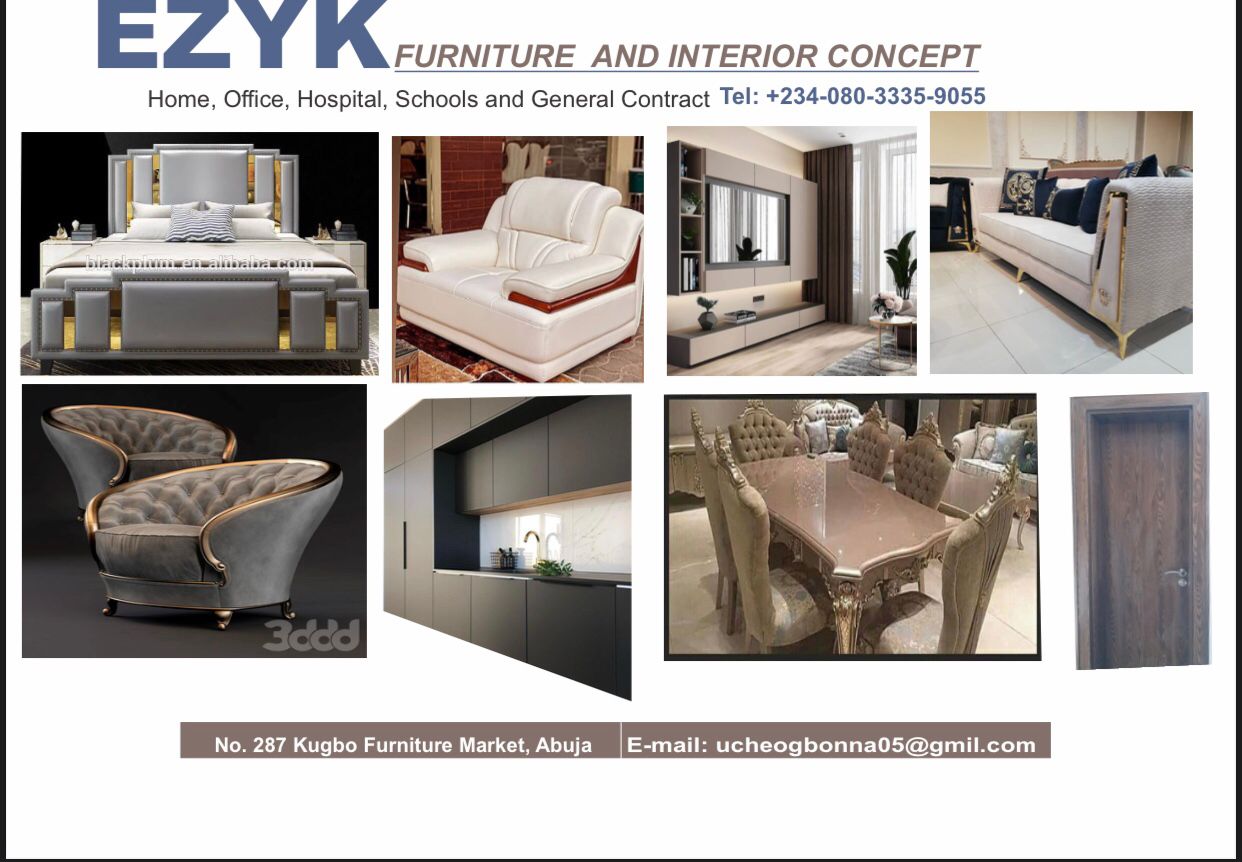 EZYK FURNITURE AND INTERIOR CONCEPT
Home, Office, Hospital, Schools and General Contract Tel: +234-080-3335-9055
blackplum.en.alibaba.com
3ddd
No. 287 Kugbo Furniture Market, Abuja E-mail: ucheogbonna05@gmil.com